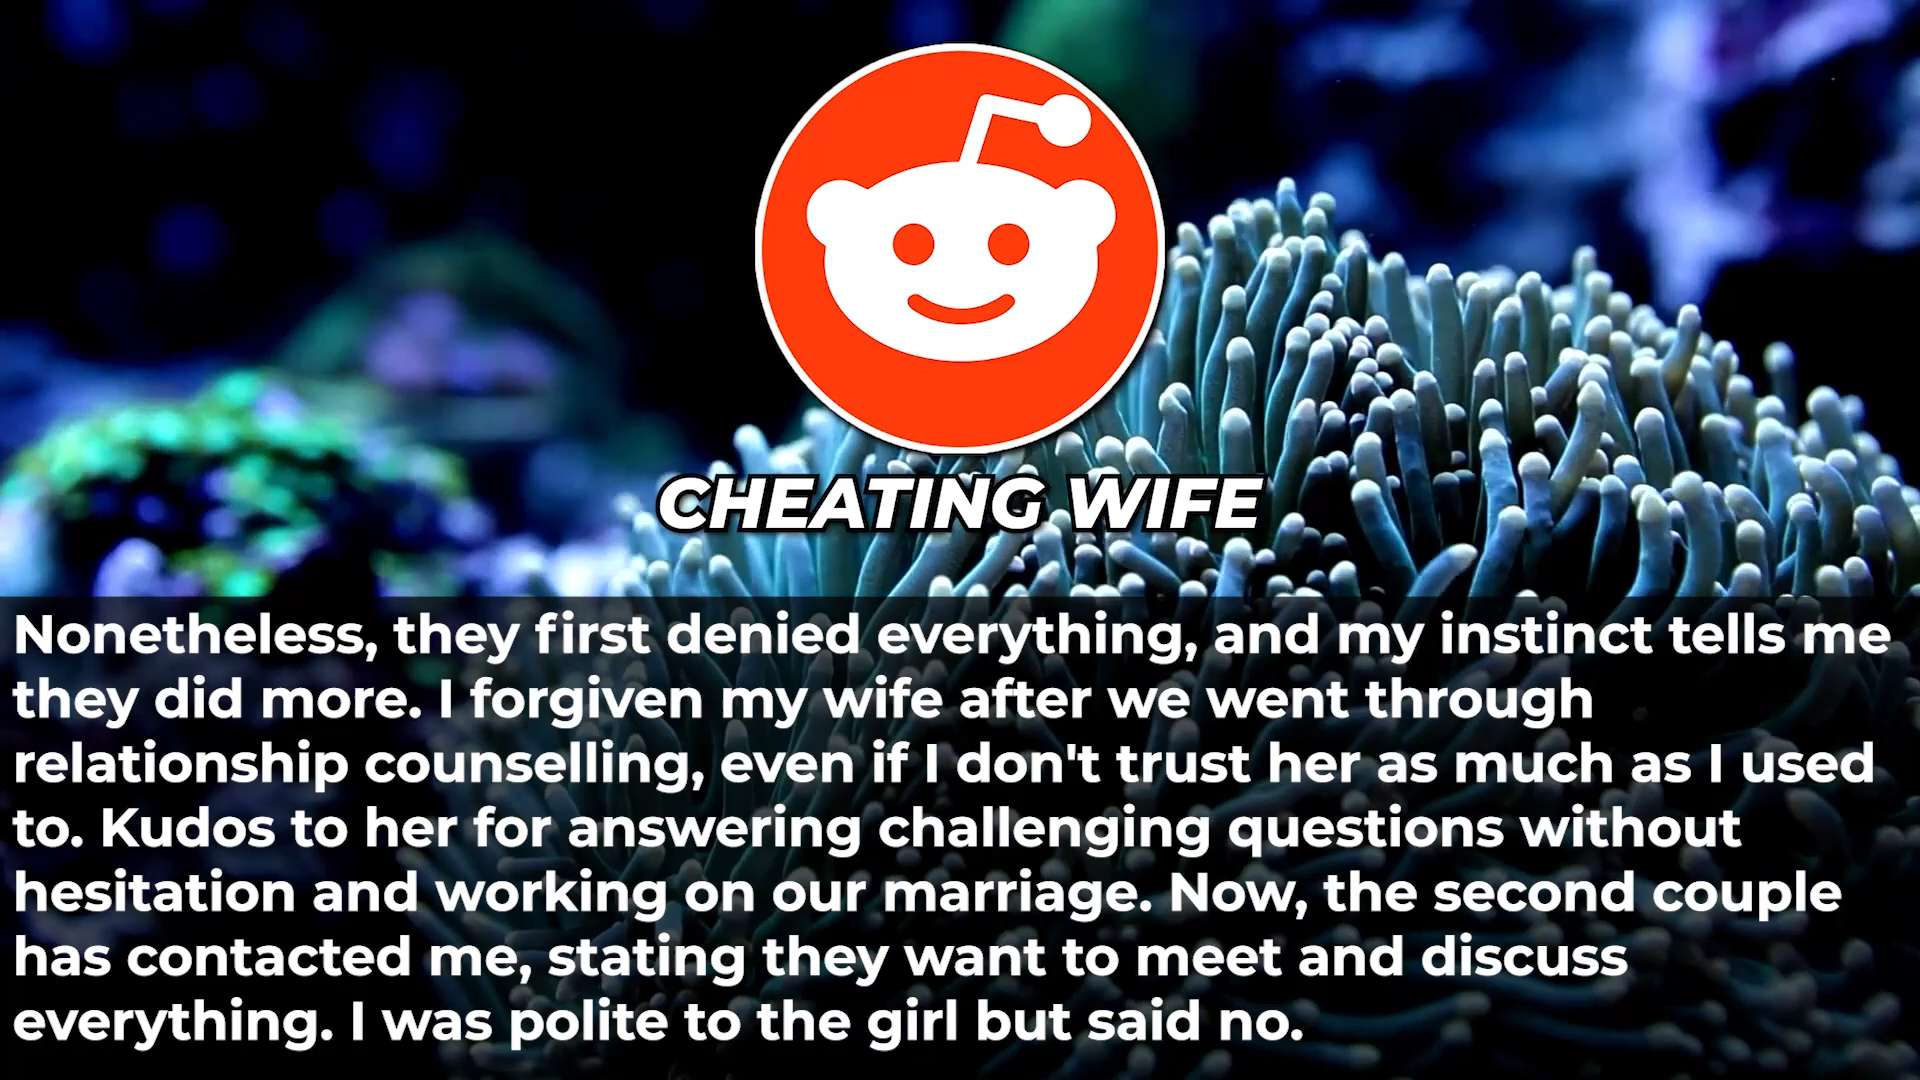 CHEATING WIFE
Nonetheless, they first denied everything, and my instinct tells me
they did more. I forgiven my wife after we went through
relationship counselling, even if I don't trust her as much as I used
to. Kudos to her for answering challenging questions without
hesitation and working on our marriage. Now, the second couple
has contacted me, stating they want to meet and discuss
everything. I was polite to the girl but said no.